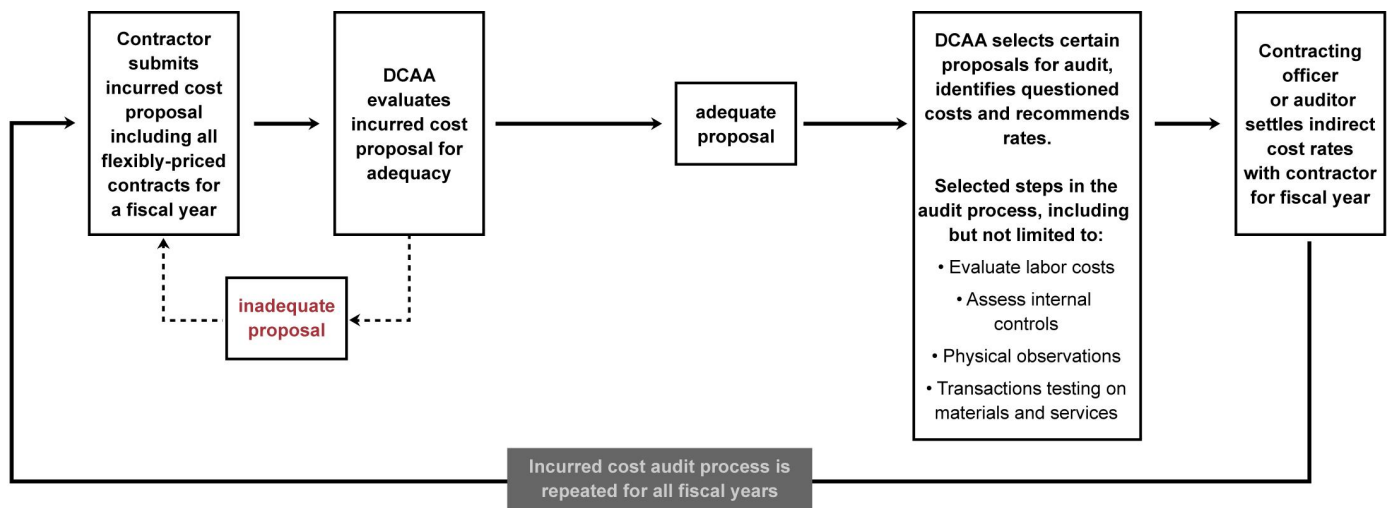 Contractor
submits
incurred cost
proposal
including all
flexibly-priced
contracts for
a fiscal year
DCAA
evaluates
incurred cost
proposal for
adequacy
inadequate
proposal
adequate
proposal
DCAA selects certain
proposals for audit,
identifies questioned
costs and recommends
rates.
Selected steps in the
audit process, including
but not limited to:
• Evaluate labor costs
• Assess internal
controls
• Physical observations
• Transactions testing on
materials and services
Contracting
officer
or auditor
settles indirect
cost rates
with contractor
for fiscal year
Incurred cost audit process is
repeated for all fiscal years